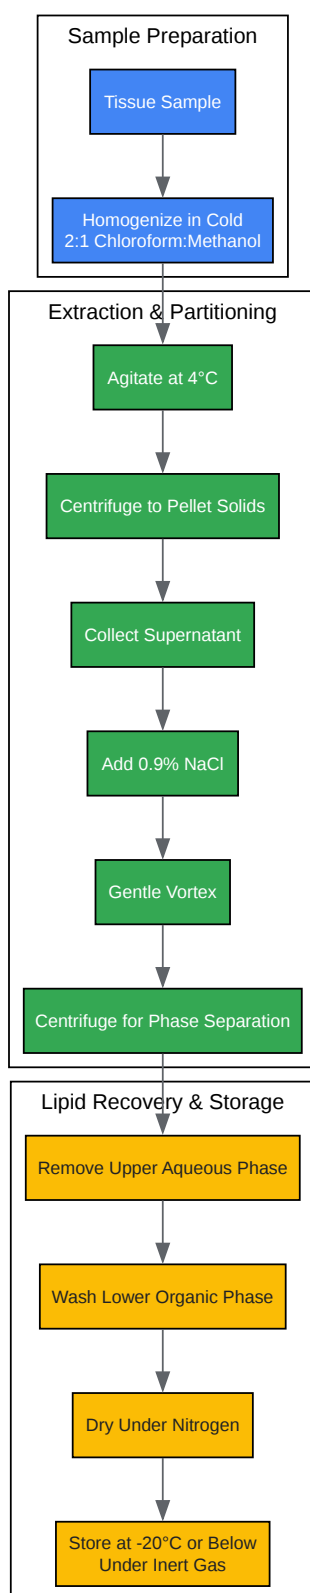 Sample Preparation
Tissue Sample
Homogenize in Cold
2:1 Chloroform:Methanol
Extraction & Partitioning
Agitate at 4°C
Centrifuge to Pellet Solids
Collect Supernatant
Add 0.9% NaCl
Gentle Vortex
Centrifuge for Phase Separation
Lipid Recovery & Storage
Remove Upper Aqueous Phase
Wash Lower Organic Phase
Dry Under Nitrogen
Store at -20°C or Below
Under Inert Gas